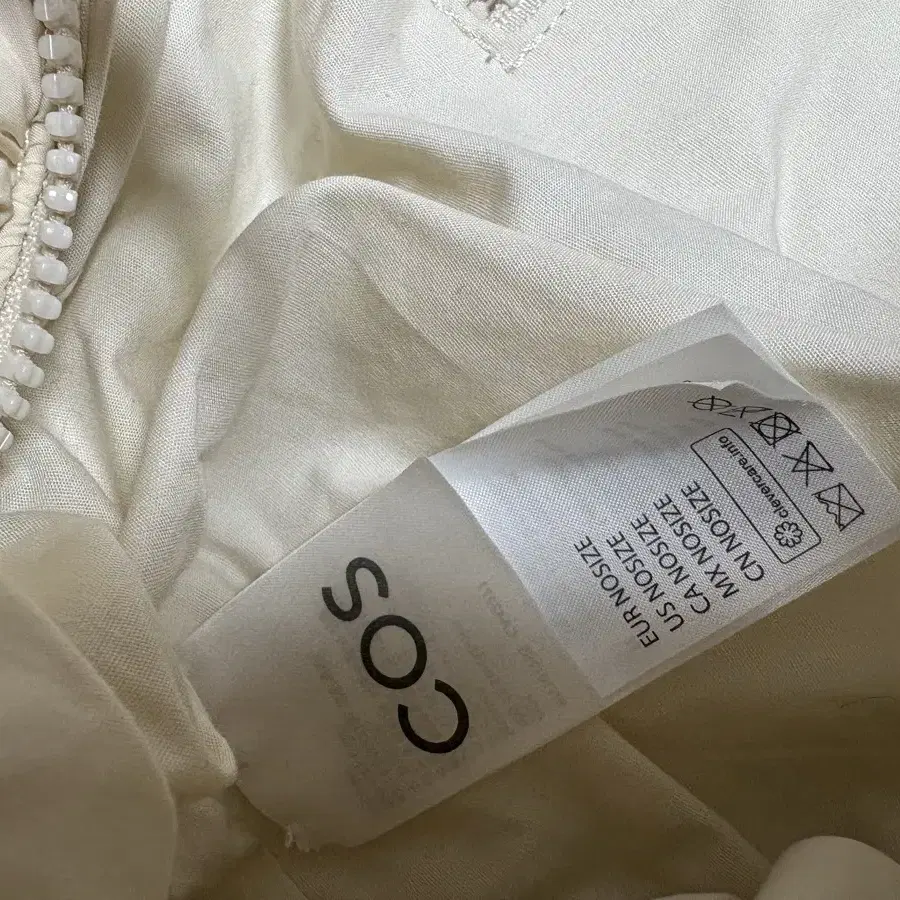 COS
EUR NOSIZE
US NOSIZE
CA NOSIZE
MX NOSIZE
CN NOSIZE
clevercare.info